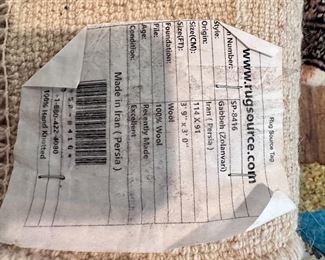 Rug Source Tag
www.rugsource.com
n Number: SP-8416
Style: Gabbeh (Zolanvari)
Origin: Iran ( Persia )
Size(CM): 114 X 91
Size(FT): 3' 9" x 3' 0"
Foundation: Wool
Pile: 100% Wool
Age: Recently Made
Condition: Excellent
Made in Iran ( Persia )
100% Hand Knotted